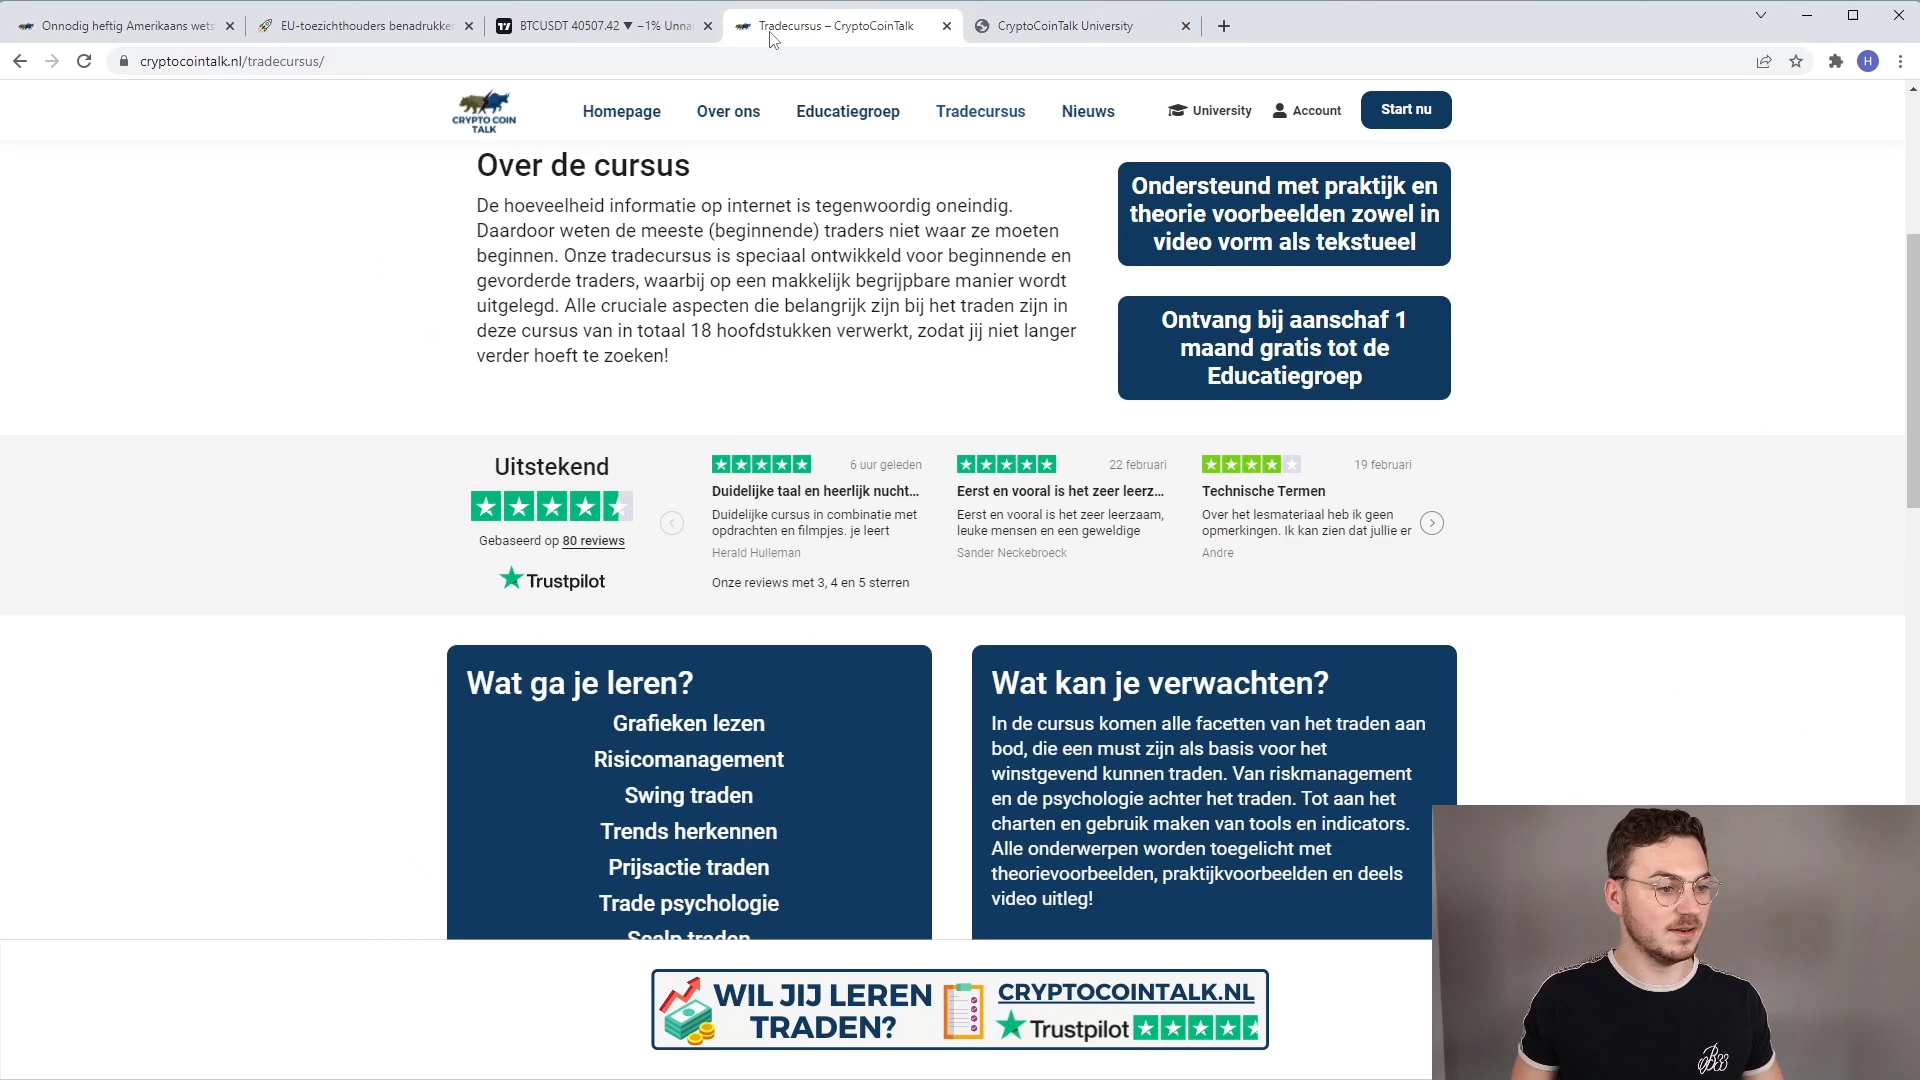 Onnodig heftig Amerikaans wets
EU-toezichthouders benadrukken
BTCUSDT 40507.42 ▼ −1% Unna
Tradecursus – CryptoCoinTalk
CryptoCoinTalk University
cryptocointalk.nl/tradecursus/
H
CRYPTO COIN
TALK
Homepage
Over ons
Educatiegroep
Tradecursus
Nieuws
University
Account
Start nu
Over de cursus
De hoeveelheid informatie op internet is tegenwoordig oneindig.
Daardoor weten de meeste (beginnende) traders niet waar ze moeten
beginnen. Onze tradecursus is speciaal ontwikkeld voor beginnende en
gevorderde traders, waarbij op een makkelijk begrijpbare manier wordt
uitgelegd. Alle cruciale aspecten die belangrijk zijn bij het traden zijn in
deze cursus van in totaal 18 hoofdstukken verwerkt, zodat jij niet langer
verder hoeft te zoeken!
Ondersteund met praktijk en
theorie voorbeelden zowel in
video vorm als tekstueel
Ontvang bij aanschaf 1
maand gratis tot de
Educatiegroep
Uitstekend
Gebaseerd op 80 reviews
Trustpilot
6 uur geleden
Duidelijke taal en heerlijk nucht...
Duidelijke cursus in combinatie met
opdrachten en filmpjes. je leert
Herald Hulleman
22 februari
Eerst en vooral is het zeer leerz...
Eerst en vooral is het zeer leerzaam,
leuke mensen en een geweldige
Sander Neckebroeck
19 februari
Technische Termen
Over het lesmateriaal heb ik geen
opmerkingen. Ik kan zien dat jullie er
Andre
Onze reviews met 3, 4 en 5 sterren
Wat ga je leren?
Grafieken lezen
Risicomanagement
Swing traden
Trends herkennen
Prijsactie traden
Trade psychologie
Scalp traden
Wat kan je verwachten?
In de cursus komen alle facetten van het traden aan
bod, die een must zijn als basis voor het
winstgevend kunnen traden. Van riskmanagement
en de psychologie achter het traden. Tot aan het
charten en gebruik maken van tools en indicators.
Alle onderwerpen worden toegelicht met
theorievoorbeelden, praktijkvoorbeelden en deels
video uitleg!
WIL JIJ LEREN
TRADEN?
CRYPTOCOINTALK.NL
Trustpilot